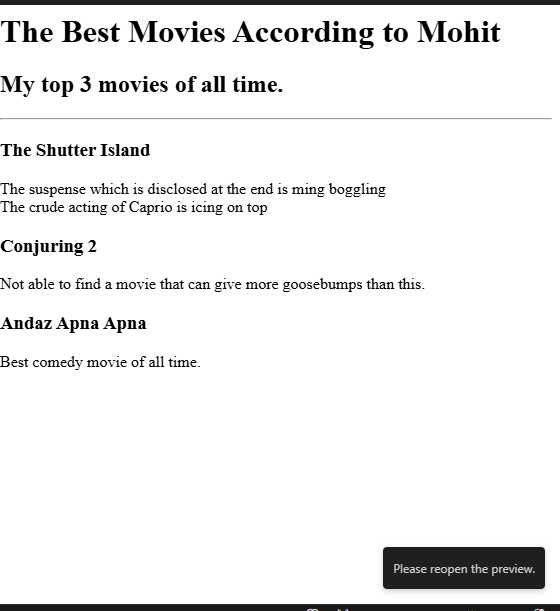 The Best Movies According to Mohit
My top 3 movies of all time.
The Shutter Island
The suspense which is disclosed at the end is ming boggling
The crude acting of Caprio is icing on top
Conjuring 2
Not able to find a movie that can give more goosebumps than this.
Andaz Apna Apna
Best comedy movie of all time.
Please reopen the preview.